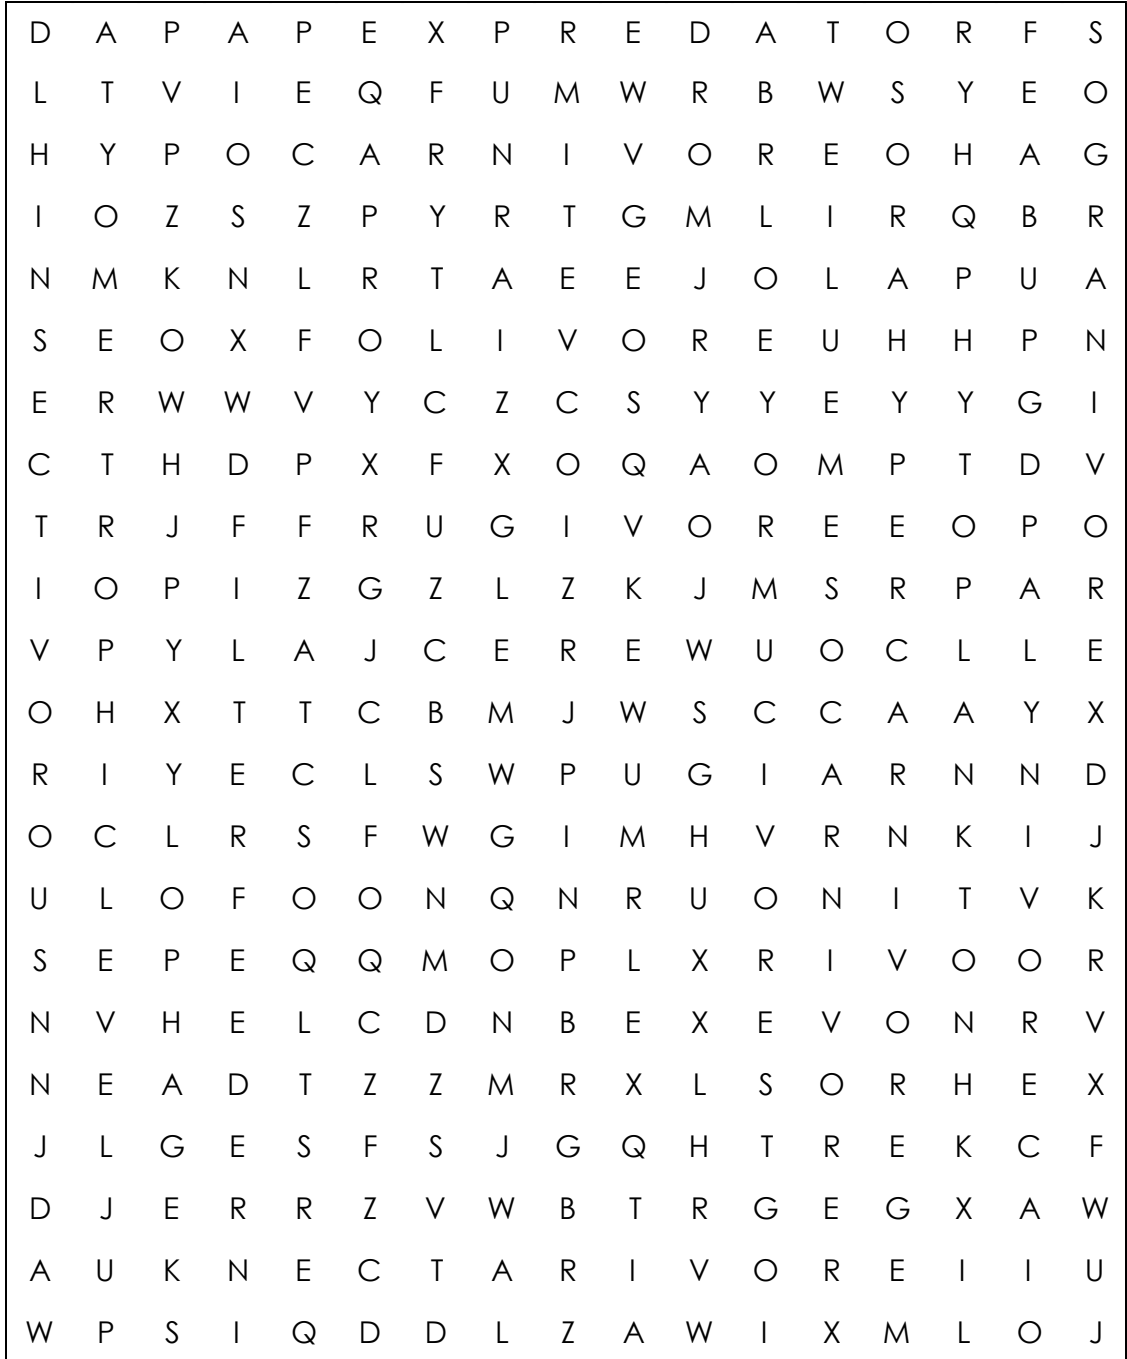 D A P A P E X P R E D A T O R F S
L T V I E Q F U M W R B W S Y E O
H Y P O C A R N I V O R E O H A G
I O Z S Z P Y R T G M L I R Q B R
N M K N L R T A E E J O L A P U A
S E O X F O L I V O R E U H H P N
E R W W V Y C Z C S Y Y E Y Y G I
C T H D P X F X O Q A O M P T D V
T R J F F R U G I V O R E E O P O
I O P I Z G Z L Z K J M S R P A R
V P Y L A J C E R E W U O C L L E
O H X T T C B M J W S C C A A Y X
R I Y E C L S W P U G I A R N N D
O C L R S F W G I M H V R N K I J
U L O F O O N Q N R U O N I T V K
S E P E Q Q M O P L X R I V O O R
N V H E L C D N B E X E V O N R V
N E A D T Z Z M R X L S O R H E X
J L G E S F S J G Q H T R E K C F
D J E R R Z V W B T R G E G X A W
A U K N E C T A R I V O R E I I U
W P S I Q D D L Z A W I X M L O J